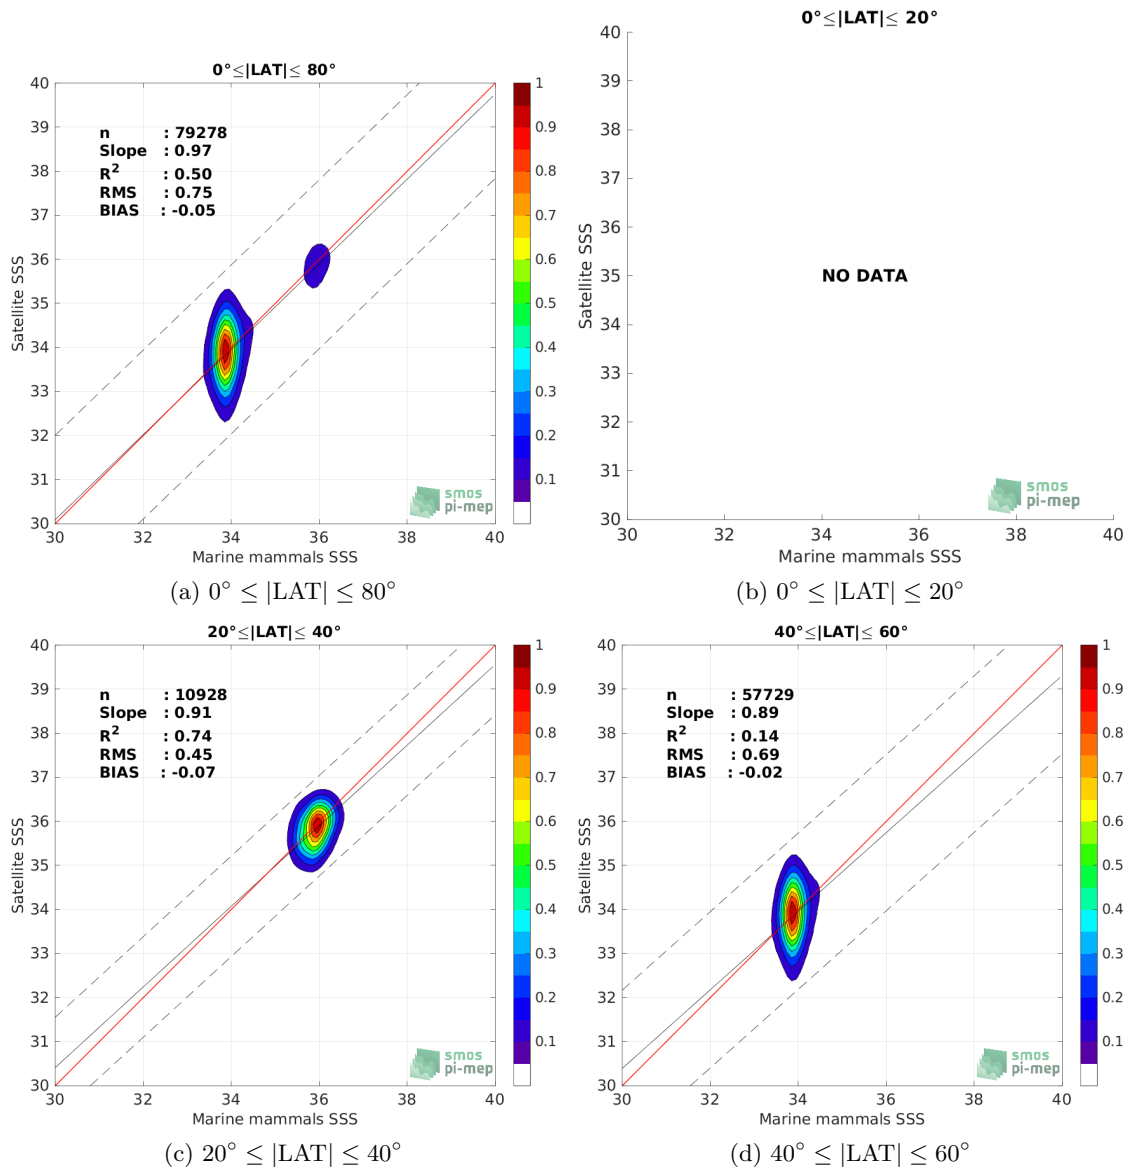 0°≤|LAT|≤ 80°
40
39
38
37
36
35
34
33
32
31
30
n : 79278
Slope : 0.97
R² : 0.50
RMS : 0.75
BIAS : -0.05
Satellite SSS
30 32 34 36 38 40
Marine mammals SSS
smos
pi-mep
1
0.9
0.8
0.7
0.6
0.5
0.4
0.3
0.2
0.1
(a) 0° ≤ |LAT| ≤ 80°
0°≤|LAT|≤ 20°
40
39
38
37
36
35
34
33
32
31
30
NO DATA
Satellite SSS
30 32 34 36 38 40
Marine mammals SSS
smos
pi-mep
(b) 0° ≤ |LAT| ≤ 20°
20°≤|LAT|≤ 40°
40
39
38
37
36
35
34
33
32
31
30
n : 10928
Slope : 0.91
R² : 0.74
RMS : 0.45
BIAS : -0.07
Satellite SSS
30 32 34 36 38 40
Marine mammals SSS
smos
pi-mep
1
0.9
0.8
0.7
0.6
0.5
0.4
0.3
0.2
0.1
(c) 20° ≤ |LAT| ≤ 40°
40°≤|LAT|≤ 60°
40
39
38
37
36
35
34
33
32
31
30
n : 57729
Slope : 0.89
R² : 0.14
RMS : 0.69
BIAS : -0.02
Satellite SSS
30 32 34 36 38 40
Marine mammals SSS
smos
pi-mep
1
0.9
0.8
0.7
0.6
0.5
0.4
0.3
0.2
0.1
(d) 40° ≤ |LAT| ≤ 60°